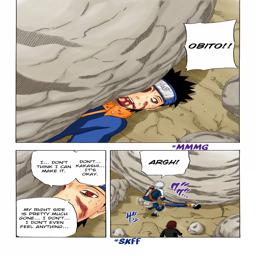 OBITO!!
*MMMG
I... DON'T
THINK I CAN
MAKE IT.
DON'T...
KAKASHI...
IT'S
OKAY.
MY RIGHT
SIDE IS
PRETTY MUCH
GONE... I DON'T
EVEN FEEL
ANYTHING...
ARGH!
*SKFF